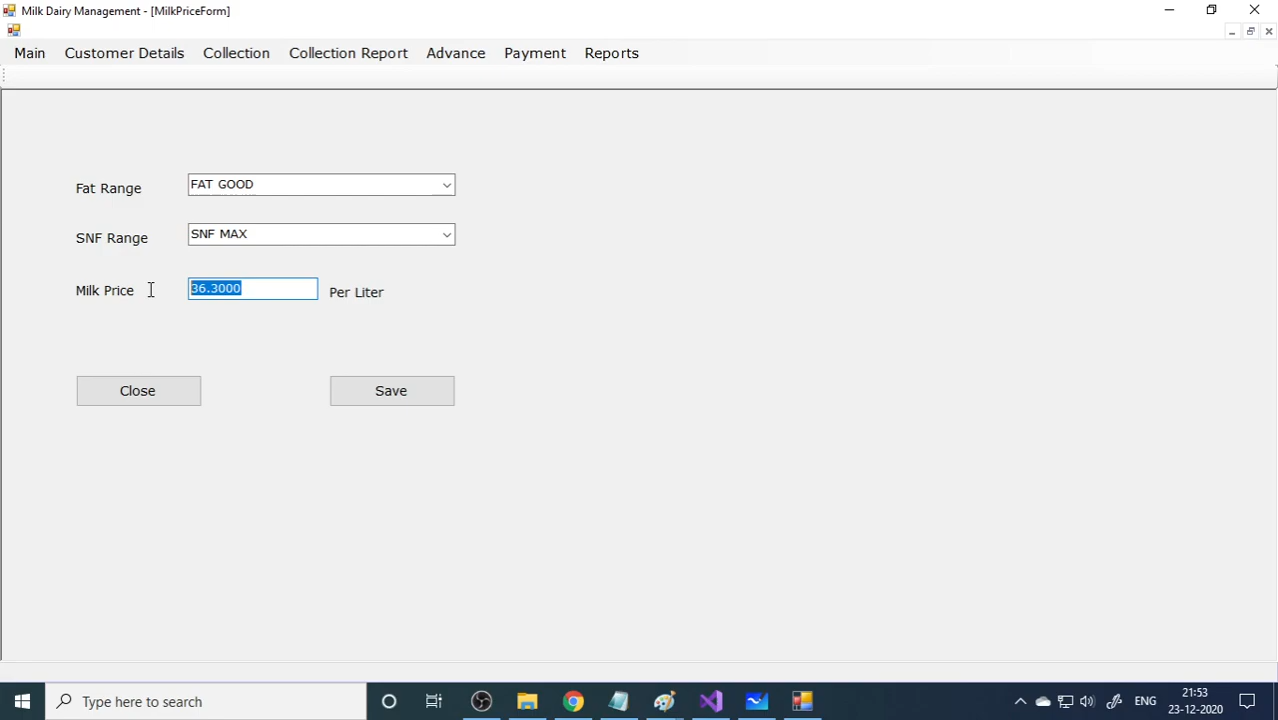 Milk Dairy Management - [MilkPriceForm]
Main Customer Details Collection Collection Report Advance Payment Reports
Fat Range FAT GOOD
SNF Range SNF MAX
Milk Price 36.3000 Per Liter
Close Save
Type here to search ENG 21:53
23-12-2020